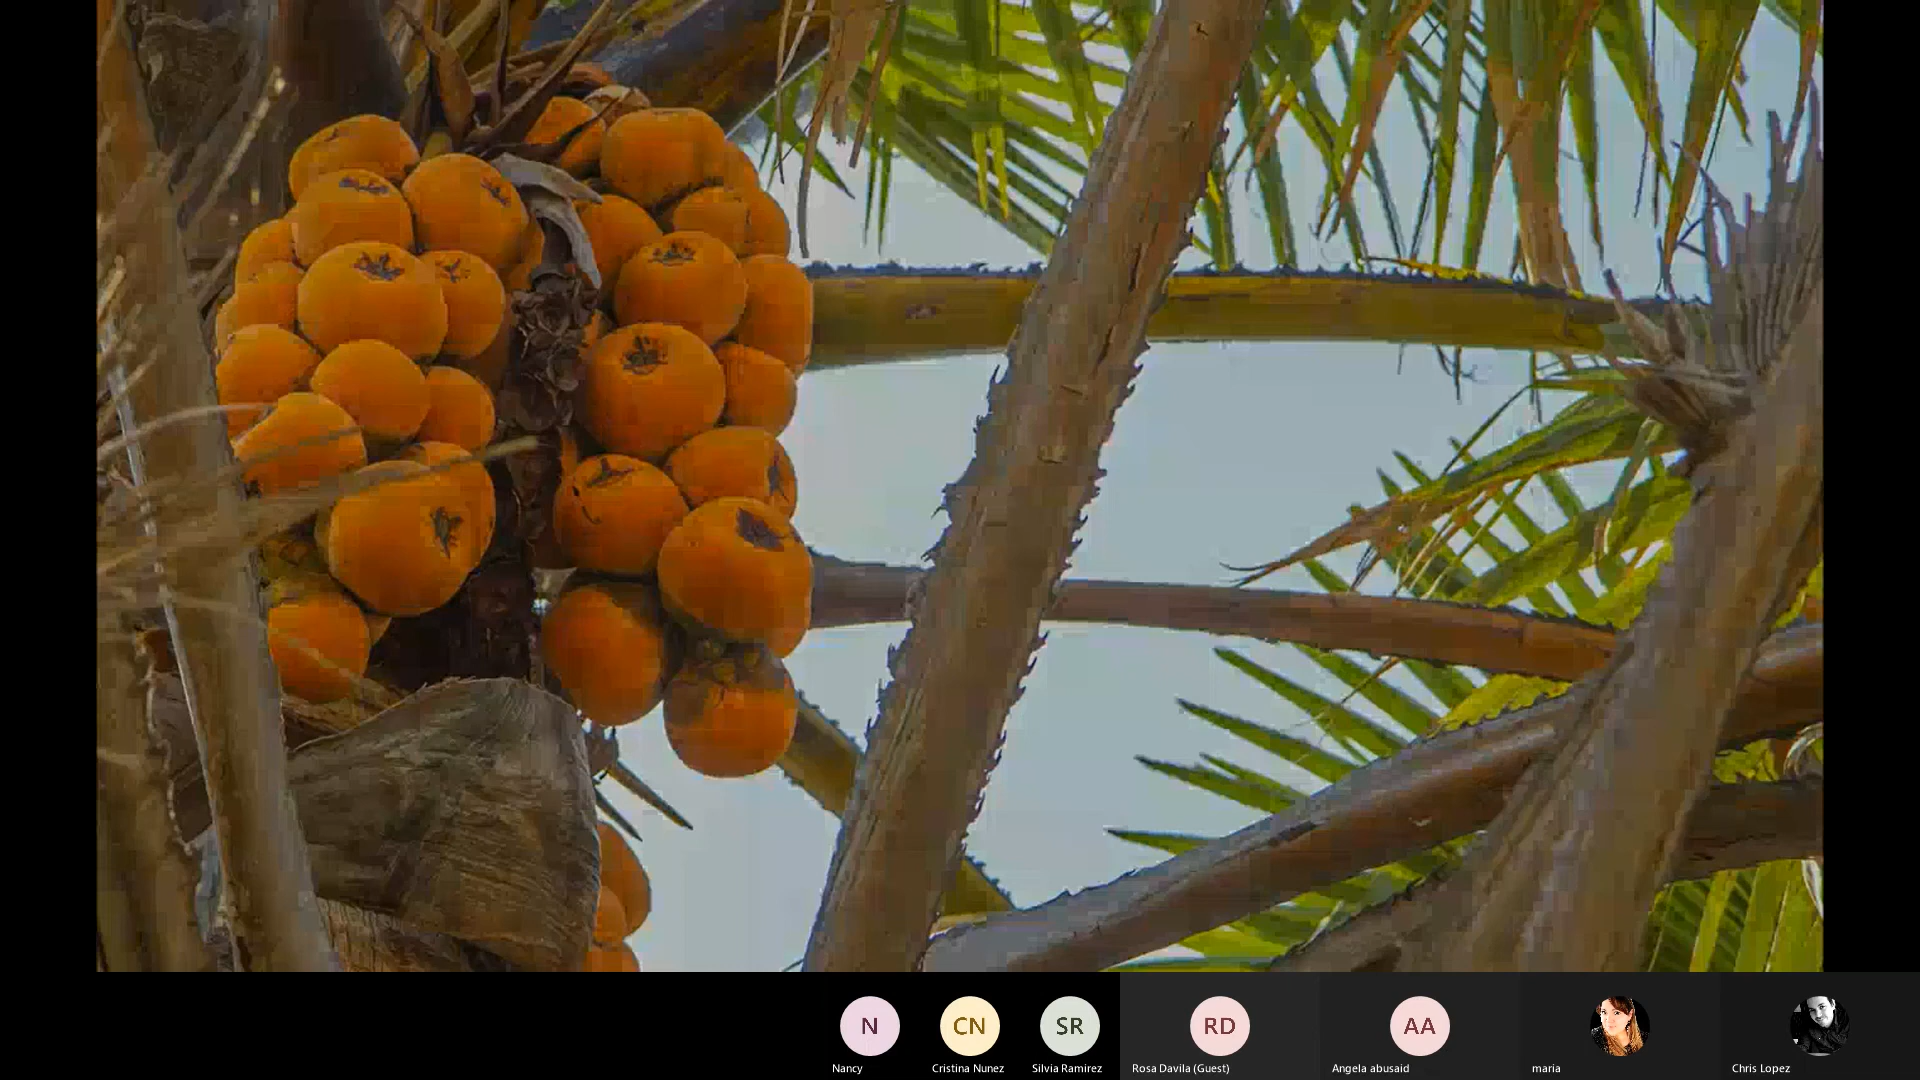 N
CN
SR
RD
AA
Nancy
Cristina Nunez
Silvia Ramirez
Rosa Davila (Guest)
Angela abusaid
maria
Chris Lopez